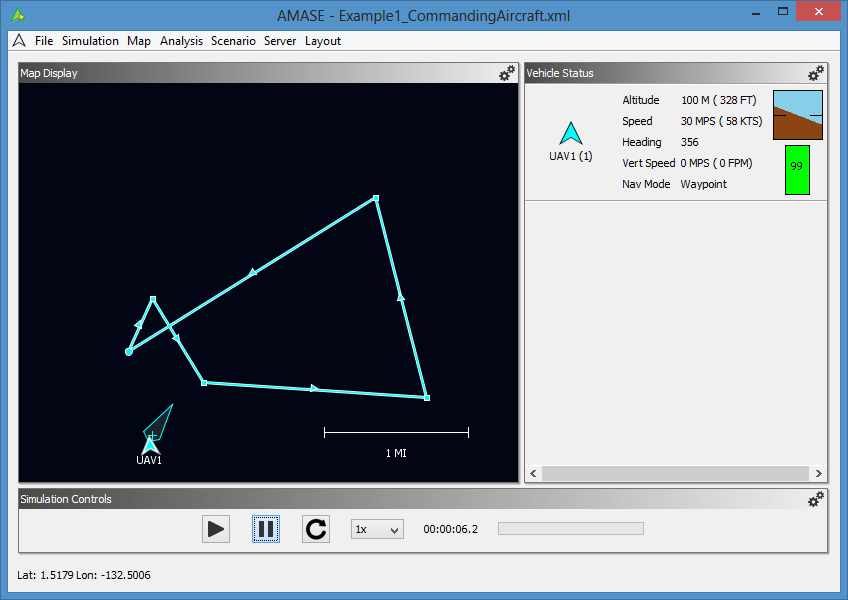 AMASE - Example1_CommandingAircraft.xml
File Simulation Map Analysis Scenario Server Layout
Map Display
Vehicle Status
Altitude 100 M ( 328 FT)
Speed 30 MPS ( 58 KTS)
Heading 356
Vert Speed 0 MPS ( 0 FPM)
Nav Mode Waypoint
UAV1 (1)
99
UAV1
1 MI
Simulation Controls
1x 00:00:06.2
Lat: 1.5179 Lon: -132.5006